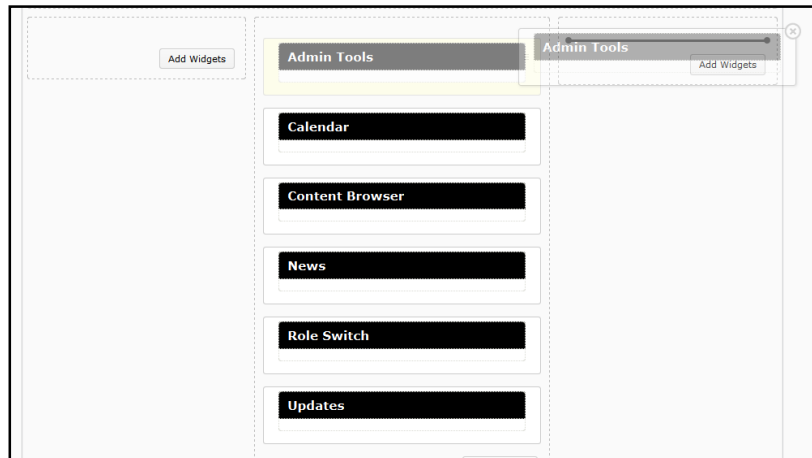 Admin Tools
Admin Tools
Add Widgets
Add Widgets
Calendar
Content Browser
News
Role Switch
Updates